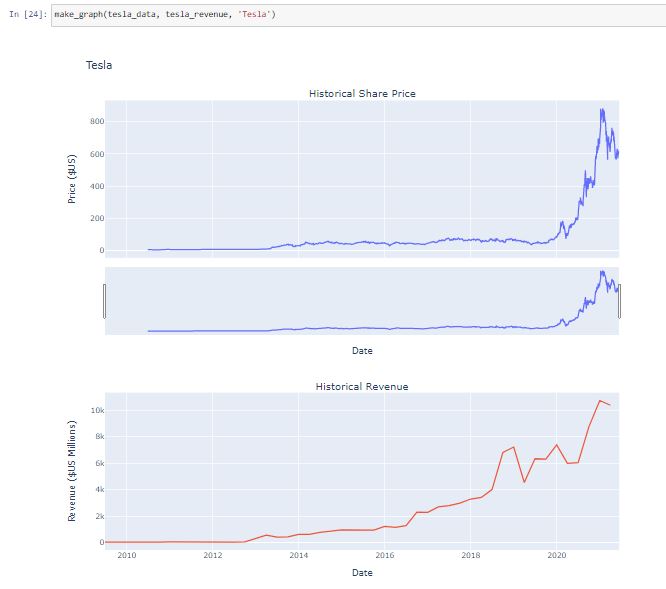 In [24]: make_graph(tesla_data, tesla_revenue, 'Tesla')
Tesla
Historical Share Price
Price ($US)
800
600
400
200
0
Date
Historical Revenue
Revenue ($US Millions)
10k
8k
6k
4k
2k
0
2010 2012 2014 2016 2018 2020
Date